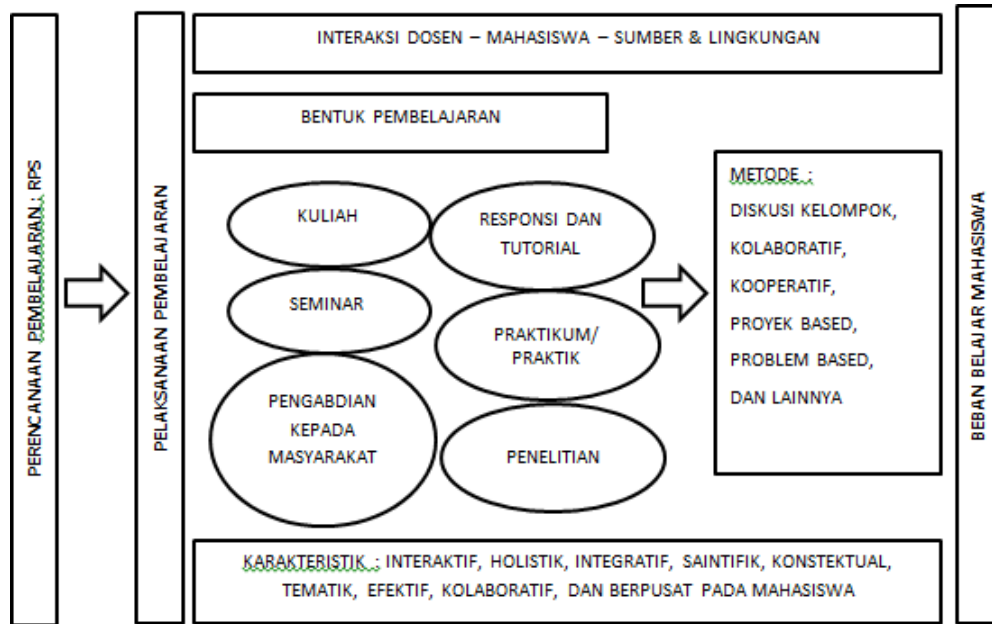 PERENCANAAN PEMBELAJARAN : RPS
PELAKSANAAN PEMBELAJARAN
INTERAKSI DOSEN – MAHASISWA – SUMBER & LINGKUNGAN
BENTUK PEMBELAJARAN
KULIAH
RESPONSI DAN
TUTORIAL
SEMINAR
PRAKTIKUM/
PRAKTIK
PENGABDIAN
KEPADA
MASYARAKAT
PENELITIAN
METODE :
DISKUSI KELOMPOK,
KOLABORATIF,
KOOPERATIF,
PROYEK BASED,
PROBLEM BASED,
DAN LAINNYA
KARAKTERISTIK : INTERAKTIF, HOLISTIK, INTEGRATIF, SAINTIFIK, KONSTEKTUAL,
TEMATIK, EFEKTIF, KOLABORATIF, DAN BERPUSAT PADA MAHASISWA
BEBAN BELAJAR MAHASISWA